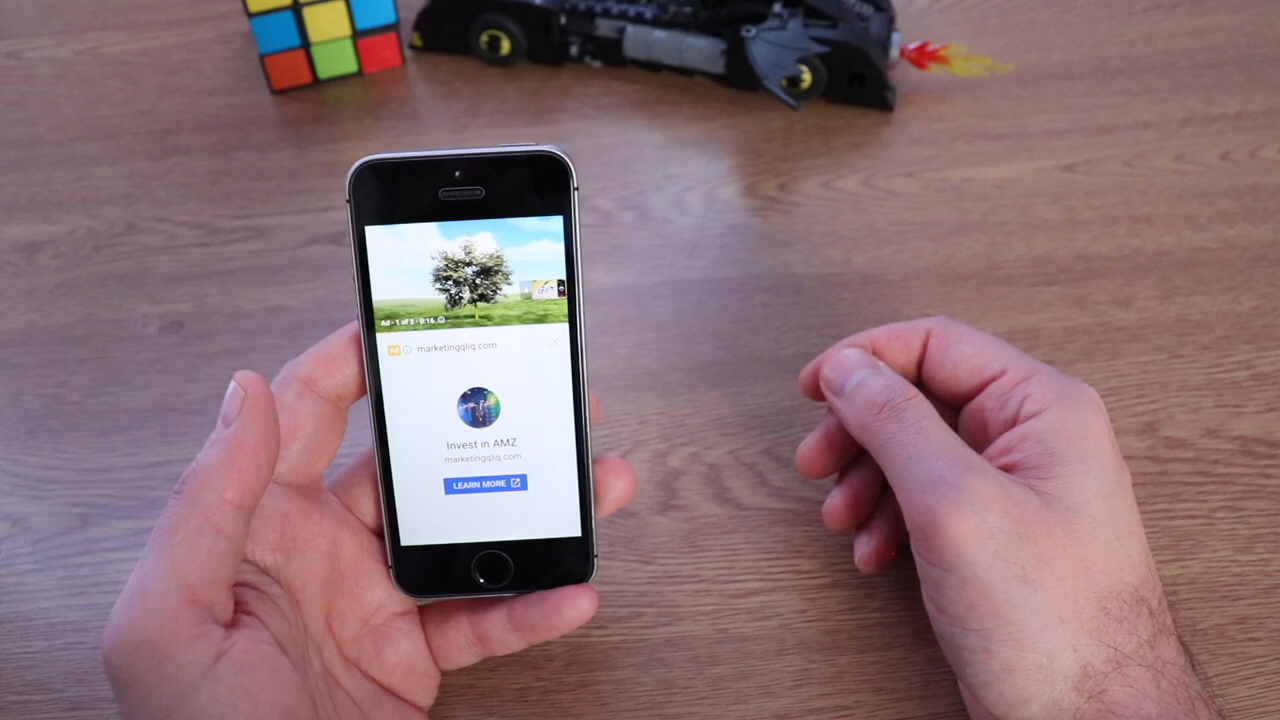 Ad · 1 of 2 · 0:16
Ad marketingqliq.com
Invest in AMZ
marketingqliq.com
LEARN MORE